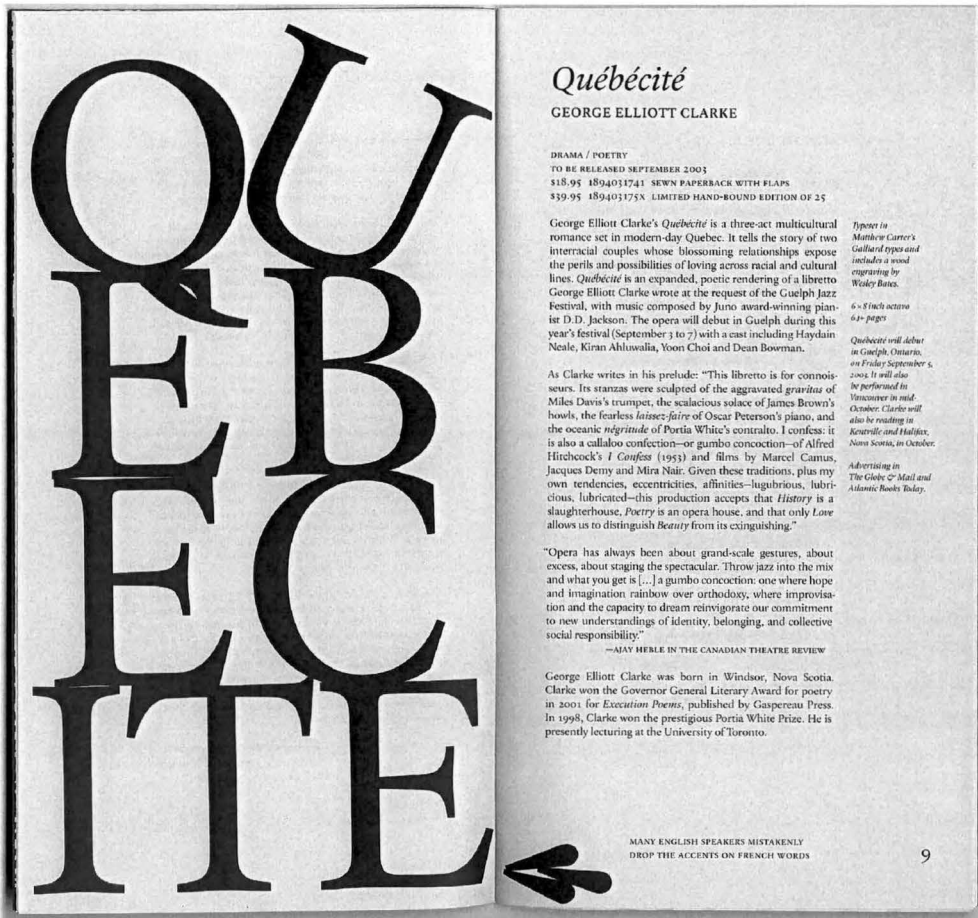 QU
EB
EC
ITE
Québécité
GEORGE ELLIOTT CLARKE
DRAMA / POETRY
TO BE RELEASED SEPTEMBER 2003
$18.95 1894031741 SEWN PAPERBACK WITH FLAPS
$39.95 189403175X LIMITED HAND-BOUND EDITION OF 25
George Elliott Clarke's Québécité is a three-act multicultural
romance set in modern-day Quebec. It tells the story of two
interracial couples whose blossoming relationships expose
the perils and possibilities of loving across racial and cultural
lines. Québécité is an expanded, poetic rendering of a libretto
George Elliott Clarke wrote at the request of the Guelph Jazz
Festival, with music composed by Juno award-winning pian-
ist D.D. Jackson. The opera will debut in Guelph during this
year's festival (September 3 to 7) with a cast including Haydain
Neale, Kiran Ahluwalia, Yoon Choi and Dean Bowman.
As Clarke writes in his prelude: "This libretto is for connois-
seurs. Its stanzas were sculpted of the aggravated gravitas of
Miles Davis's trumpet, the scalacious solace of James Brown's
howls, the fearless laissez-faire of Oscar Peterson's piano, and
the oceanic négritude of Portia White's contralto. I confess: it
is also a callaloo confection—or gumbo concoction—of Alfred
Hitchcock's I Confess (1953) and films by Marcel Camus,
Jacques Demy and Mira Nair. Given these traditions, plus my
own tendencies, eccentricities, affinities—lugubrious, lubri-
cious, lubricated—this production accepts that History is a
slaughterhouse, Poetry is an opera house, and that only Love
allows us to distinguish Beauty from its exinguishing."
"Opera has always been about grand-scale gestures, about
excess, about staging the spectacular. Throw jazz into the mix
and what you get is [...] a gumbo concoction: one where hope
and imagination rainbow over orthodoxy, where improvisa-
tion and the capacity to dream reinvigorate our commitment
to new understandings of identity, belonging, and collective
social responsibility."
—AJAY HEBLE IN THE CANADIAN THEATRE REVIEW
George Elliott Clarke was born in Windsor, Nova Scotia.
Clarke won the Governor General Literary Award for poetry
in 2001 for Execution Poems, published by Gaspereau Press.
In 1998, Clarke won the prestigious Portia White Prize. He is
presently lecturing at the University of Toronto.
Typeset in
Matthew Carter's
Galliard types and
includes a wood
engraving by
Wesley Bates.
6 × 8 inch octavo
64+ pages
Québécité will debut
in Guelph, Ontario,
on Friday September 5,
2003. It will also
be performed in
Vancouver in mid-
October. Clarke will
also be reading in
Kentville and Halifax,
Nova Scotia, in October.
Advertising in
The Globe & Mail and
Atlantic Books Today.
MANY ENGLISH SPEAKERS MISTAKENLY
DROP THE ACCENTS ON FRENCH WORDS
9